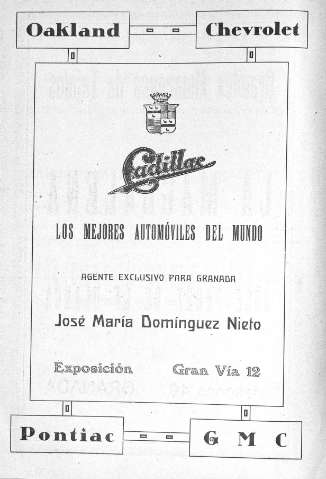 Oakland Chevrolet
Cadillac
LOS MEJORES AUTOMÓVILES DEL MUNDO
AGENTE EXCLUSIVO PARA GRANADA
José María Domínguez Nieto
Exposición Gran Vía 12
Pontiac G M C